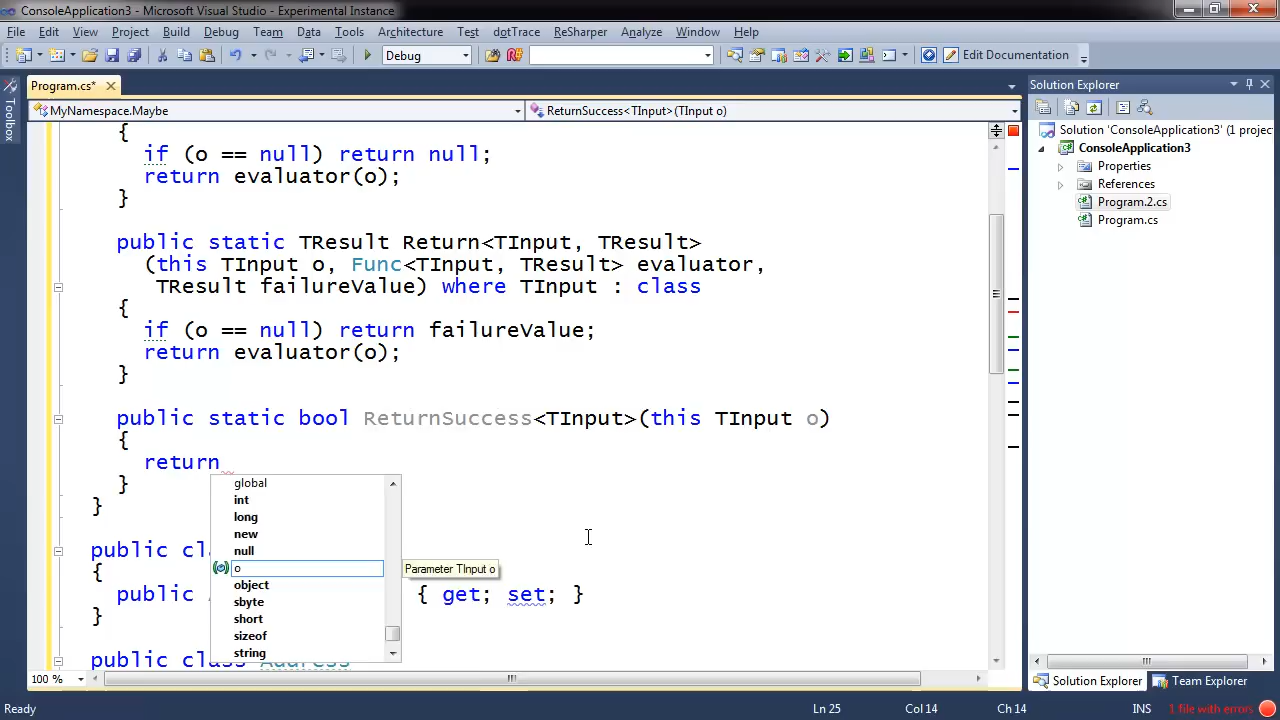 ConsoleApplication3 - Microsoft Visual Studio - Experimental Instance
File Edit View Project Build Debug Team Data Tools Architecture Test dotTrace ReSharper Analyze Window Help
Debug Edit Documentation
Toolbox
Program.cs*
MyNamespace.Maybe ReturnSuccess<TInput>(TInput o)
{
if (o == null) return null;
return evaluator(o);
}
public static TResult Return<TInput, TResult>
(this TInput o, Func<TInput, TResult> evaluator,
TResult failureValue) where TInput : class
{
if (o == null) return failureValue;
return evaluator(o);
}
public static bool ReturnSuccess<TInput>(this TInput o)
{
return
}
}
public cl
{
public { get; set; }
}
public class Address
global
int
long
new
null
o
object
sbyte
short
sizeof
string
Parameter TInput o
100 %
Solution Explorer
Solution 'ConsoleApplication3' (1 project
ConsoleApplication3
Properties
References
Program.2.cs
Program.cs
Solution Explorer Team Explorer
Ready Ln 25 Col 14 Ch 14 INS 1 file with errors